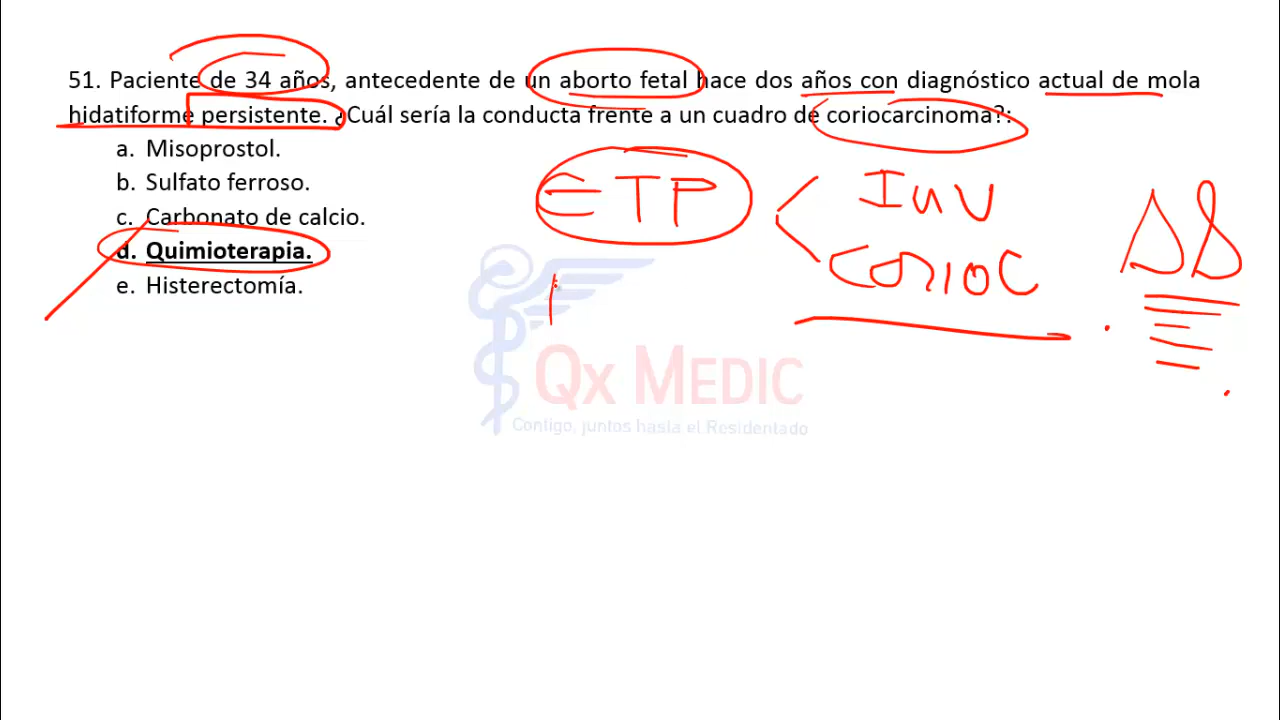 51. Paciente de 34 años, antecedente de un aborto fetal hace dos años con diagnóstico actual de mola
hidatiforme persistente. ¿Cuál sería la conducta frente a un cuadro de coriocarcinoma?:
a. Misoprostol.
b. Sulfato ferroso.
c. Carbonato de calcio.
d. Quimioterapia.
e. Histerectomía.
ETP
Inv
CorioC
Qx MEDIC
Contigo, juntos hasta el Residentado